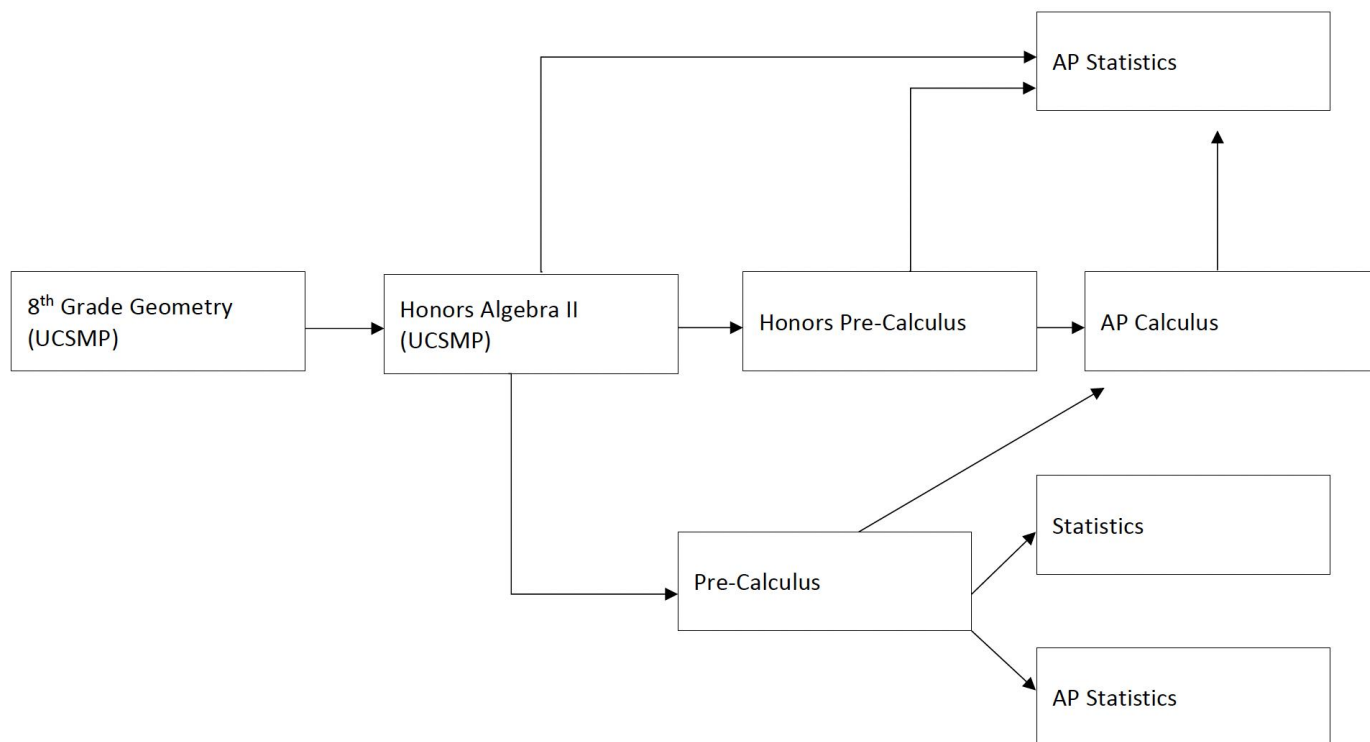 AP Statistics
8th Grade Geometry
(UCSMP)
Honors Algebra II
(UCSMP)
Honors Pre-Calculus
AP Calculus
Statistics
Pre-Calculus
AP Statistics